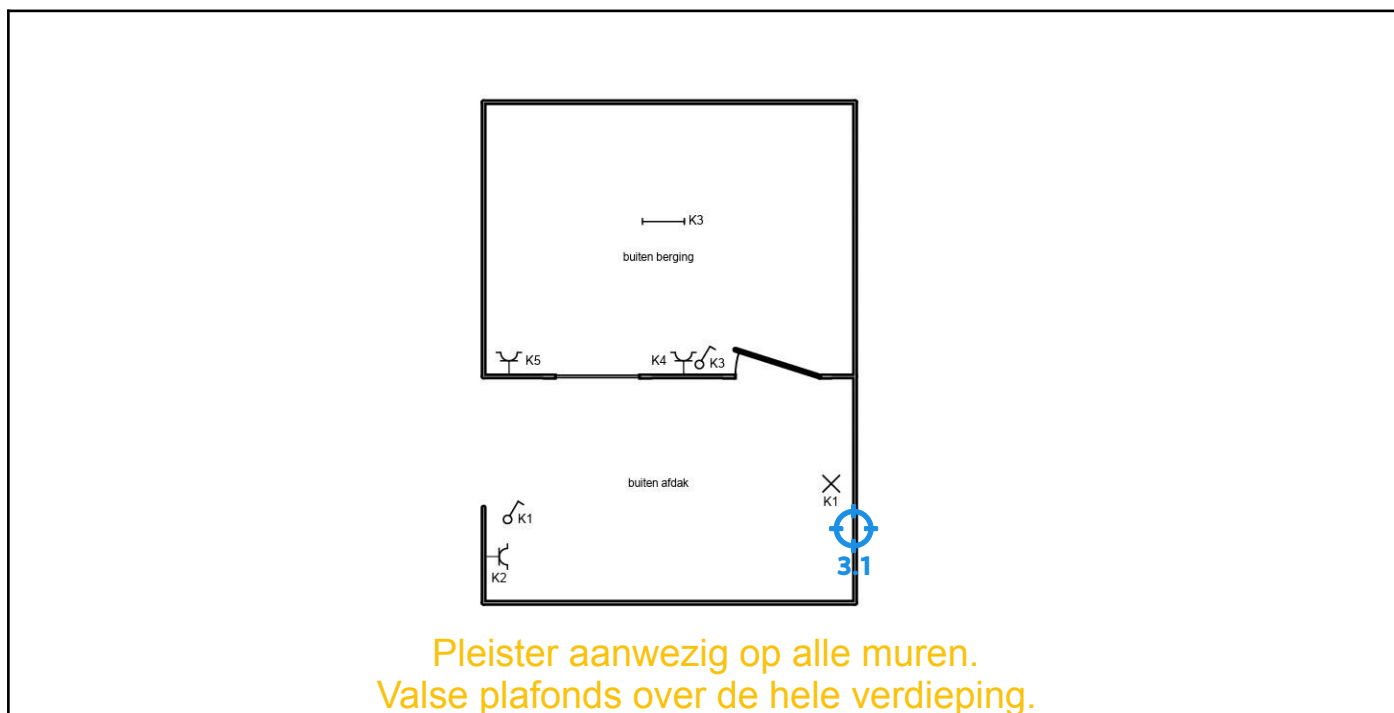 K3
buiten berging
K5
K4
K3
buiten afdak
K1
K1
K2
3.1
Pleister aanwezig op alle muren.
Valse plafonds over de hele verdieping.